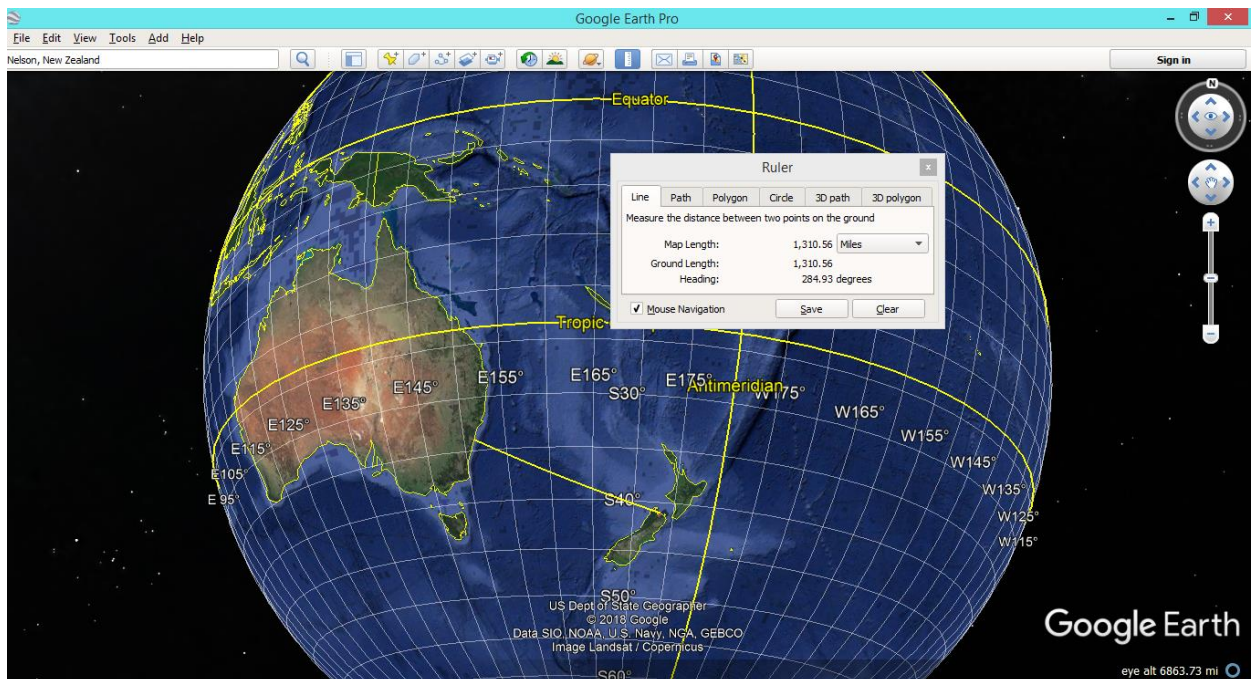 Google Earth Pro
File Edit View Tools Add Help
Nelson, New Zealand
Sign in
N
Equator
Ruler
Line Path Polygon Circle 3D path 3D polygon
Measure the distance between two points on the ground
Map Length: 1,310.56 Miles
Ground Length: 1,310.56
Heading: 284.93 degrees
Mouse Navigation Save Clear
Tropic
E165° E175° Antimeridian W175°
E155°
E145°
S30°
E135°
W165°
E125°
W155°
E115°
W145°
E105°
W135°
E 95°
S40°
W125°
W115°
S50°
US Dept of State Geographer
© 2018 Google
Data SIO, NOAA, U.S. Navy, NGA, GEBCO
Image Landsat / Copernicus
S60°
Google Earth
eye alt 6863.73 mi